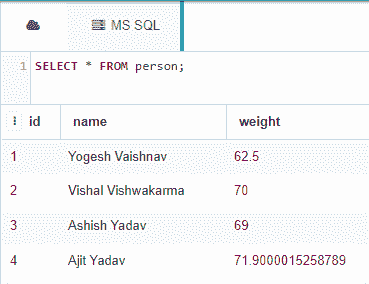 MS SQL
1 SELECT * FROM person;
id name weight
1 Yogesh Vaishnav 62.5
2 Vishal Vishwakarma 70
3 Ashish Yadav 69
4 Ajit Yadav 71.9000015258789